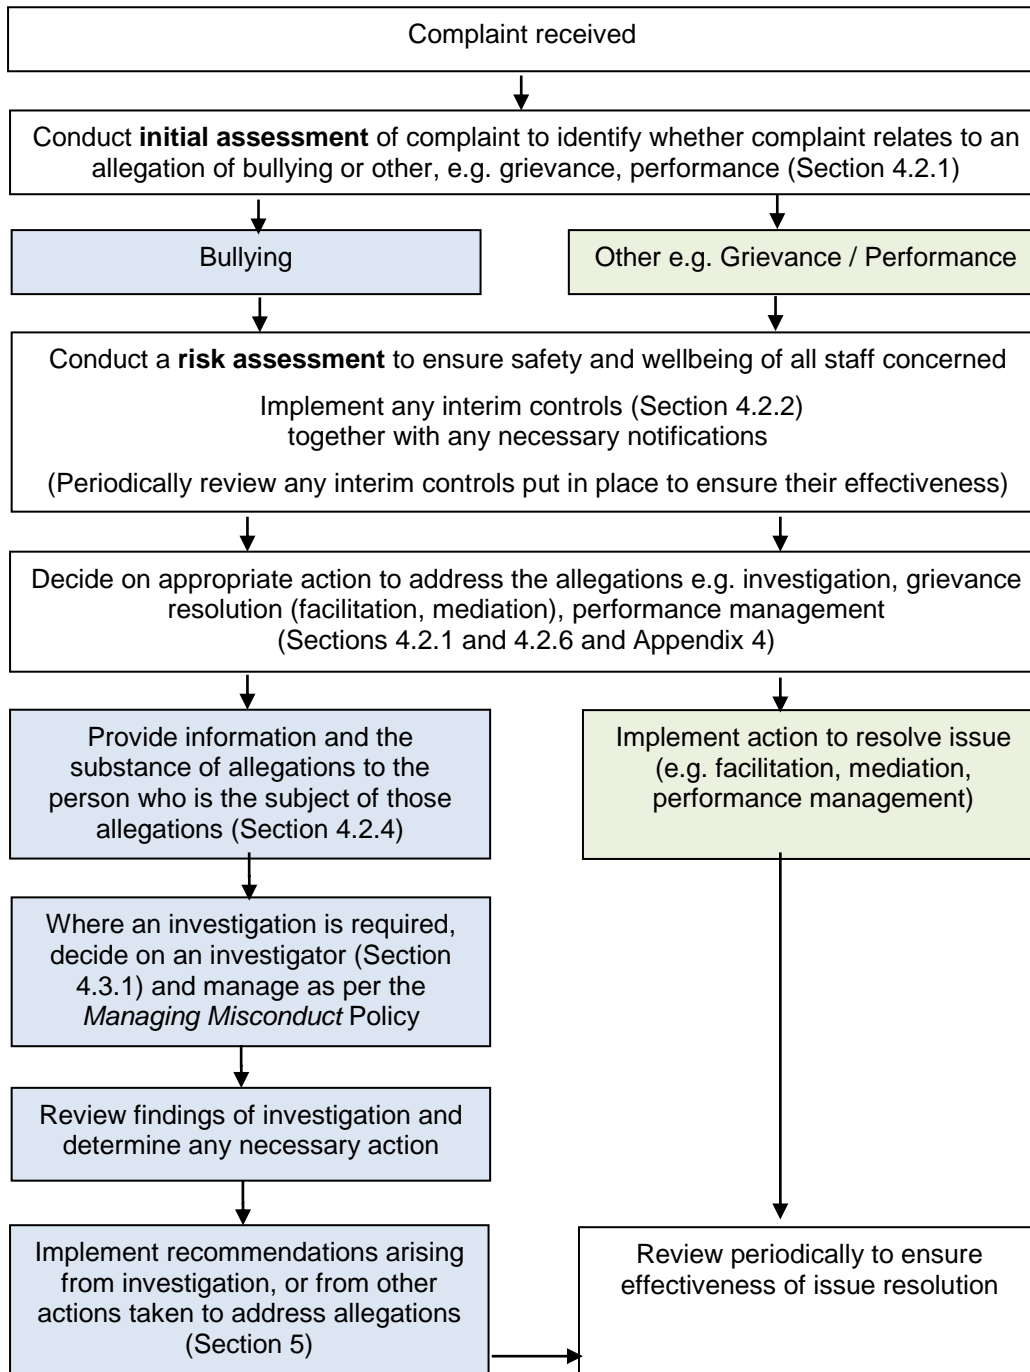 Complaint received
Conduct initial assessment of complaint to identify whether complaint relates to an
allegation of bullying or other, e.g. grievance, performance (Section 4.2.1)
Bullying
Other e.g. Grievance / Performance
Conduct a risk assessment to ensure safety and wellbeing of all staff concerned
Implement any interim controls (Section 4.2.2)
together with any necessary notifications
(Periodically review any interim controls put in place to ensure their effectiveness)
Decide on appropriate action to address the allegations e.g. investigation, grievance
resolution (facilitation, mediation), performance management
(Sections 4.2.1 and 4.2.6 and Appendix 4)
Provide information and the
substance of allegations to the
person who is the subject of those
allegations (Section 4.2.4)
Implement action to resolve issue
(e.g. facilitation, mediation,
performance management)
Where an investigation is required,
decide on an investigator (Section
4.3.1) and manage as per the
Managing Misconduct Policy
Review findings of investigation and
determine any necessary action
Implement recommendations arising
from investigation, or from other
actions taken to address allegations
(Section 5)
Review periodically to ensure
effectiveness of issue resolution